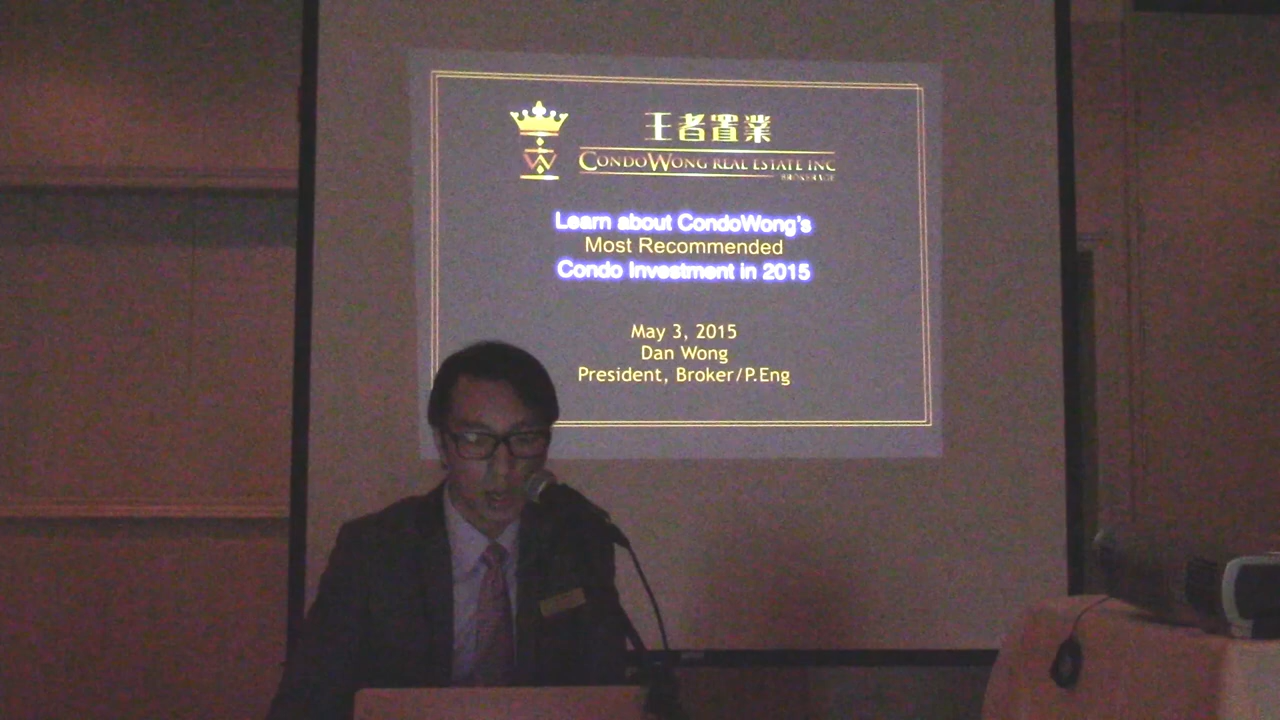 王者置業
CONDOWONG REAL ESTATE INC
BROKERAGE
Learn about CondoWong's
Most Recommended
Condo Investment in 2015
May 3, 2015
Dan Wong
President, Broker/P.Eng